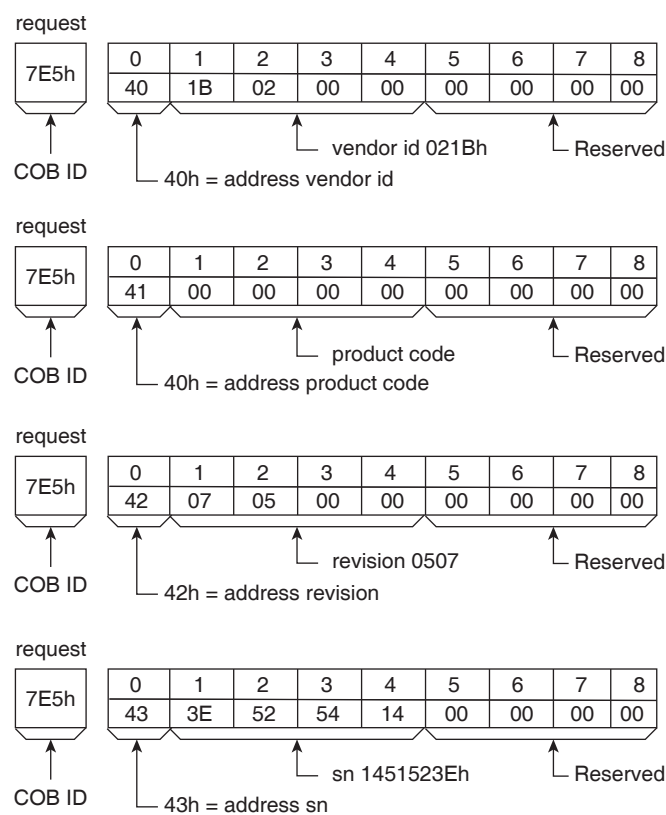 request
7E5h
0 1 2 3 4 5 6 7 8
40 1B 02 00 00 00 00 00 00
vendor id 021Bh
Reserved
COB ID
40h = address vendor id
request
7E5h
0 1 2 3 4 5 6 7 8
41 00 00 00 00 00 00 00 00
product code
Reserved
COB ID
40h = address product code
request
7E5h
0 1 2 3 4 5 6 7 8
42 07 05 00 00 00 00 00 00
revision 0507
Reserved
COB ID
42h = address revision
request
7E5h
0 1 2 3 4 5 6 7 8
43 3E 52 54 14 00 00 00 00
sn 1451523Eh
Reserved
COB ID
43h = address sn